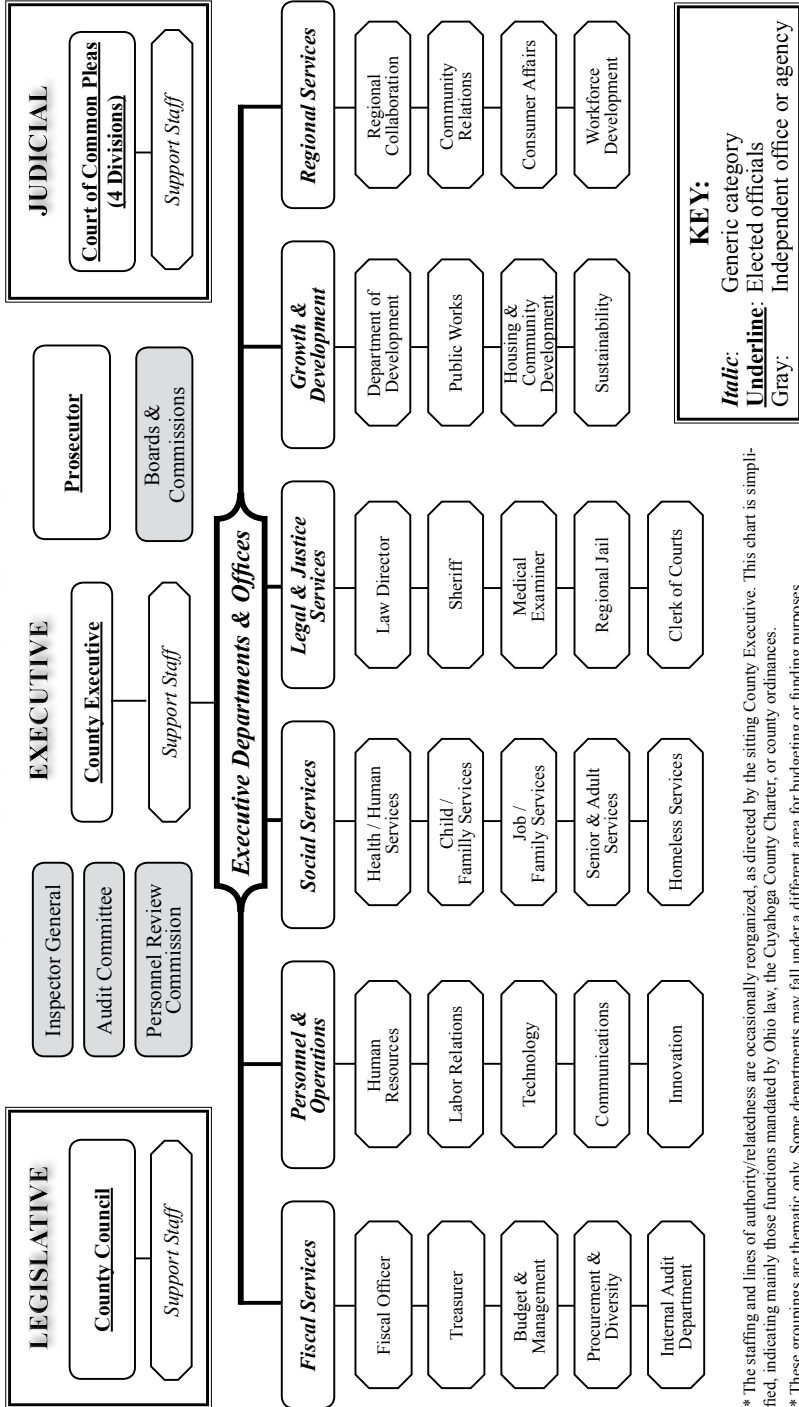 LEGISLATIVE
County Council
Support Staff
Inspector General
Audit Committee
Personnel Review
Commission
EXECUTIVE
County Executive
Support Staff
Prosecutor
Boards &
Commissions
JUDICIAL
Court of Common Pleas
(4 Divisions)
Support Staff
Executive Departments & Offices
Fiscal Services
Fiscal Officer
Treasurer
Budget &
Management
Procurement &
Diversity
Internal Audit
Department
Personnel &
Operations
Human
Resources
Labor Relations
Technology
Communications
Innovation
Social Services
Health / Human
Services
Child /
Familly Services
Job /
Family Services
Senior & Adult
Services
Homeless Services
Legal & Justice
Services
Law Director
Sheriff
Medical
Examiner
Regional Jail
Clerk of Courts
Growth &
Development
Department of
Development
Public Works
Housing &
Community
Development
Sustainability
Regional Services
Regional
Collaboration
Community
Relations
Consumer Affairs
Workforce
Development
* The staffing and lines of authority/relatedness are occasionally reorganized, as directed by the sitting County Executive. This chart is simpli-
fied, indicating mainly those functions mandated by Ohio law, the Cuyahoga County Charter, or county ordinances.
* These groupings are thematic only. Some departments may fall under a different area for budgeting or funding purposes.
KEY:
Italic: Generic category
Underline: Elected officials
Gray: Independent office or agency